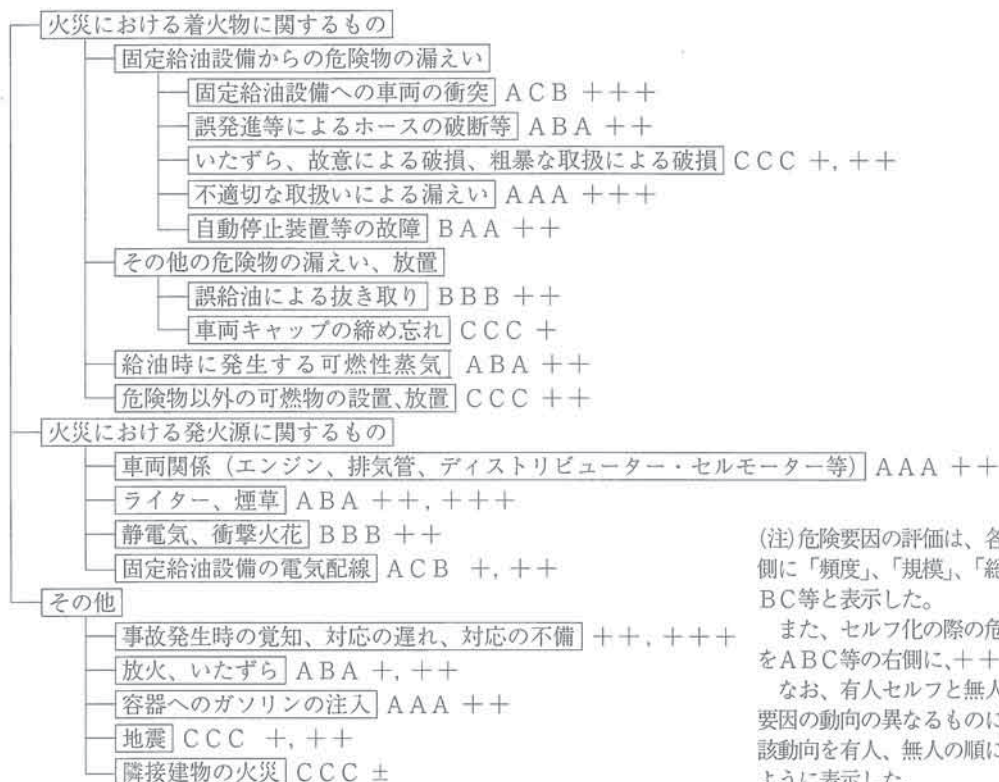 火災における着火物に関するもの
固定給油設備からの危険物の漏えい
固定給油設備への車両の衝突 ACB +++
誤発進等によるホースの破断等 ABA ++
いたずら、故意による破損、粗暴な取扱による破損 CCC +, ++
不適切な取扱いによる漏えい AAA +++
自動停止装置等の故障 BAA ++
その他の危険物の漏えい、放置
誤給油による抜き取り BBB ++
車両キャップの締め忘れ CCC +
給油時に発生する可燃性蒸気 ABA ++
危険物以外の可燃物の設置、放置 CCC ++
火災における発火源に関するもの
車両関係(エンジン、排気管、ディストリビューター・セルモーター等) AAA ++
ライター、煙草 ABA ++, +++
静電気、衝撃火花 BBB ++
固定給油設備の電気配線 ACB +, ++
その他
事故発生時の覚知、対応の遅れ、対応の不備 ++, +++
放火、いたずら ABA +, ++
容器へのガソリンの注入 AAA ++
地震 CCC +, ++
隣接建物の火災 CCC ±
(注)危険要因の評価は、各
側に「頻度」、「規模」、「総
BC等と表示した。
また、セルフ化の際の危
をABC等の右側に、++
なお、有人セルフと無人
要因の動向の異なるものに
該動向を有人、無人の順に
ように表示した。